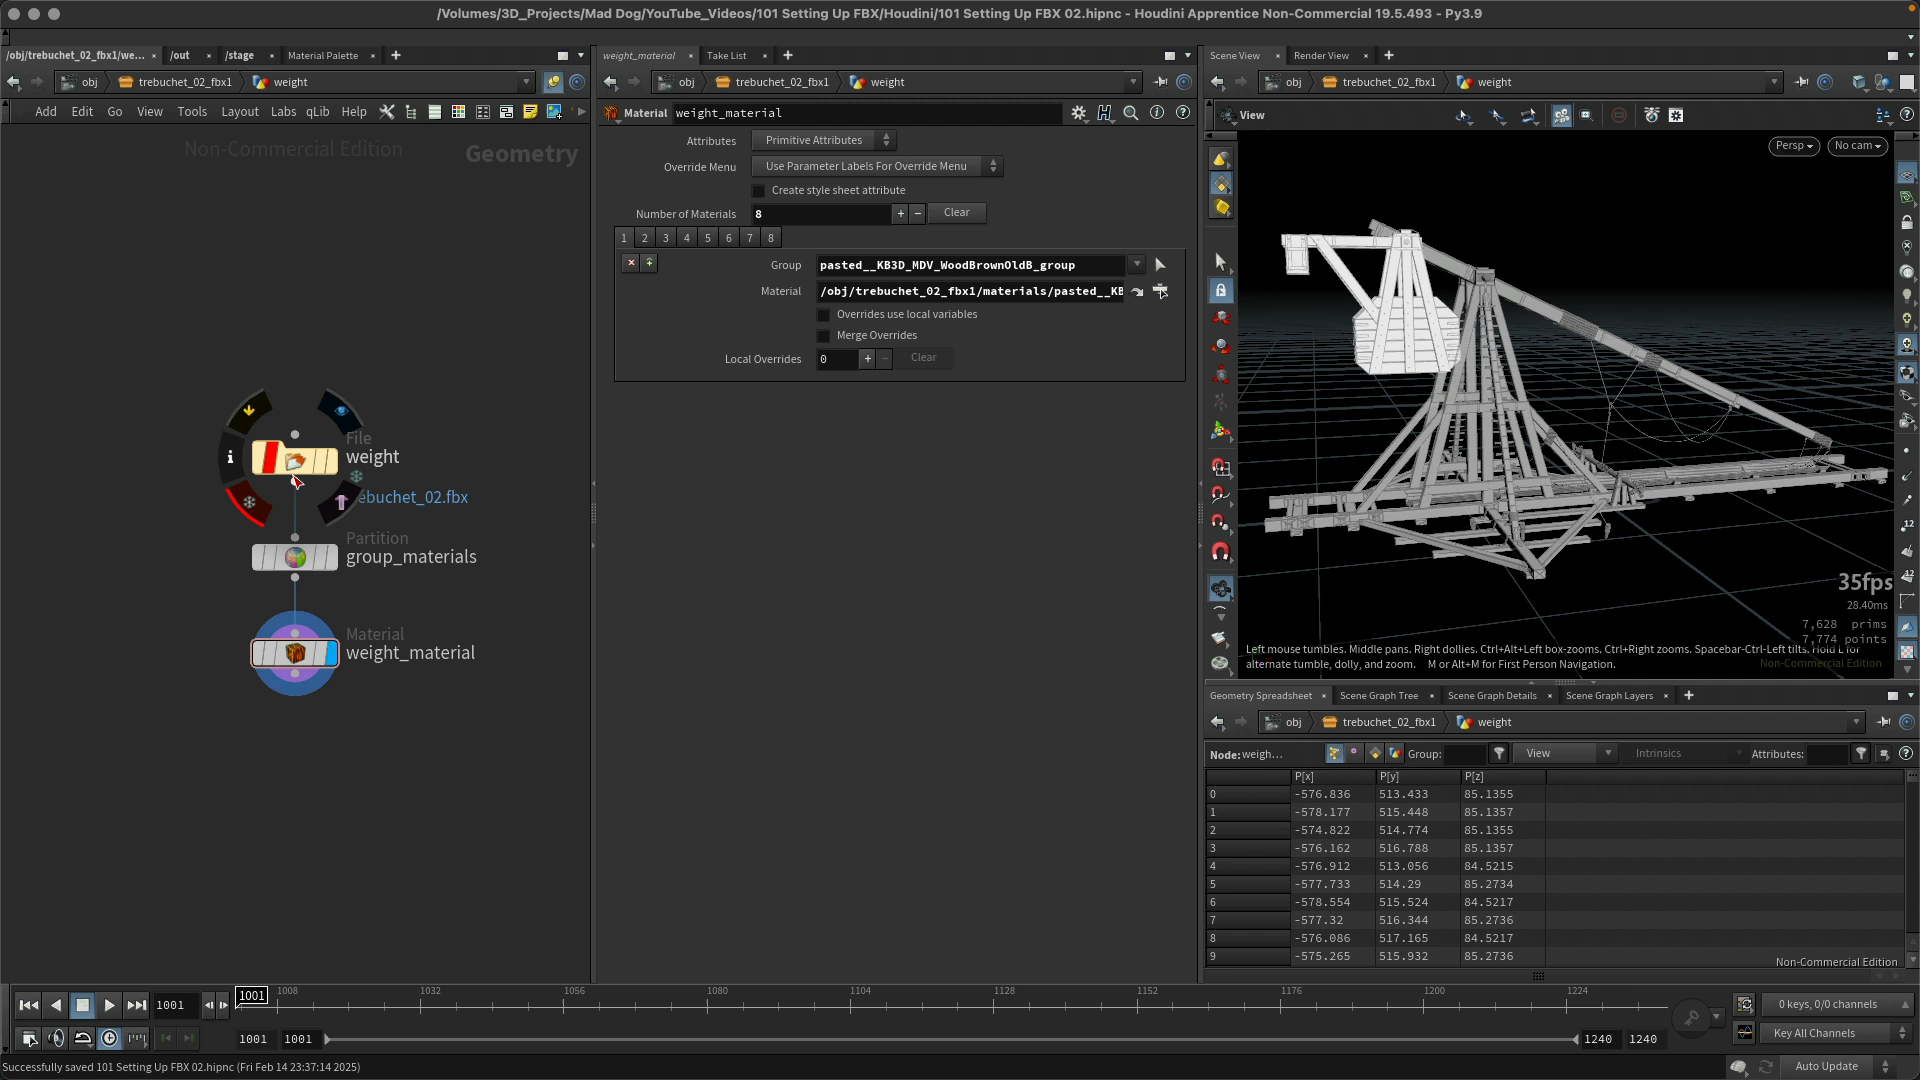 /Volumes/3D_Projects/Mad Dog/YouTube_Videos/101 Setting Up FBX/Houdini/101 Setting Up FBX 02.hipnc - Houdini Apprentice Non-Commercial 19.5.493 - Py3.9
/obj/trebuchet_02_fbx1/we... × /out × /stage × Material Palette × +
obj trebuchet_02_fbx1 weight
Add Edit Go View Tools Layout Labs qLib Help
Non-Commercial Edition
Geometry
File
weight
ebuchet_02.fbx
Partition
group_materials
Material
weight_material
weight_material × Take List × +
obj trebuchet_02_fbx1 weight
Material weight_material
Attributes Primitive Attributes
Override Menu Use Parameter Labels For Override Menu
Create style sheet attribute
Number of Materials 8 + − Clear
1 2 3 4 5 6 7 8
Group pasted__KB3D_MDV_WoodBrownOldB_group
Material /obj/trebuchet_02_fbx1/materials/pasted__KB
Overrides use local variables
Merge Overrides
Local Overrides 0 + − Clear
Scene View × Render View × +
obj trebuchet_02_fbx1 weight
View
Persp No cam
12
12
35fps
28.40ms
7,628 prims
7,774 points
Left mouse tumbles. Middle pans. Right dollies. Ctrl+Alt+Left box-zooms. Ctrl+Right zooms. Spacebar-Ctrl-Left tilts. Hold L for
alternate tumble, dolly, and zoom. M or Alt+M for First Person Navigation.
Non-Commercial Edition
Geometry Spreadsheet × Scene Graph Tree × Scene Graph Details × Scene Graph Layers × +
obj trebuchet_02_fbx1 weight
Node: weigh... Group: View Intrinsics Attributes:
P[x] P[y] P[z]
0 -576.836 513.433 85.1355
1 -578.177 515.448 85.1357
2 -574.822 514.774 85.1355
3 -576.162 516.788 85.1357
4 -576.912 513.056 84.5215
5 -577.733 514.29 85.2734
6 -578.554 515.524 84.5217
7 -577.32 516.344 85.2736
8 -576.086 517.165 84.5217
9 -575.265 515.932 85.2736
Non-Commercial Edition
1001 1001 1008 1032 1056 1080 1104 1128 1152 1176 1200 1224
0 keys, 0/0 channels
1001 1001 1240 1240
Key All Channels
Successfully saved 101 Setting Up FBX 02.hipnc (Fri Feb 14 23:37:14 2025)
Auto Update